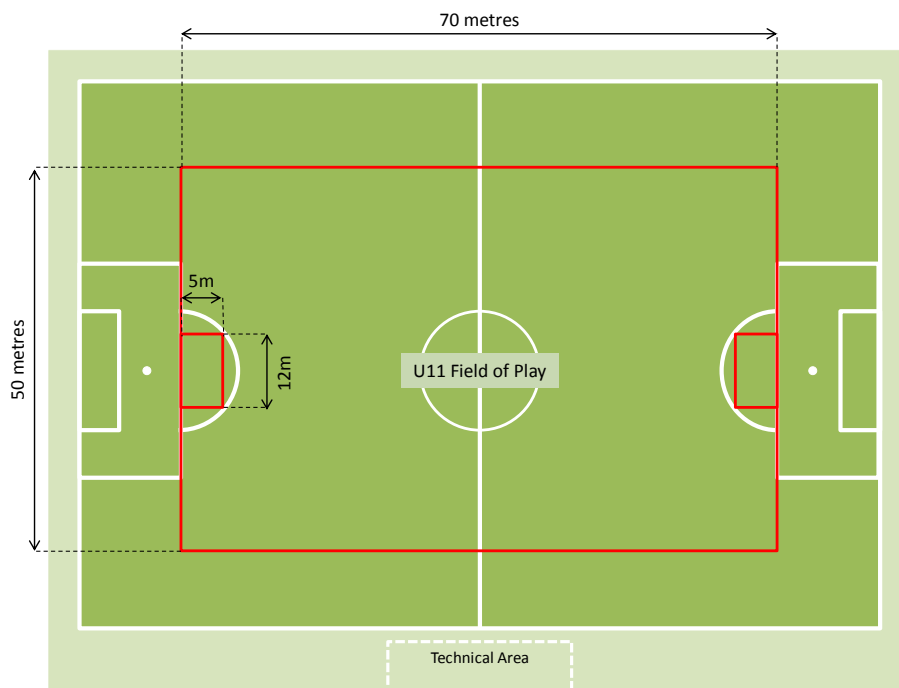 70 metres
5m
50 metres
12m
U11 Field of Play
Technical Area